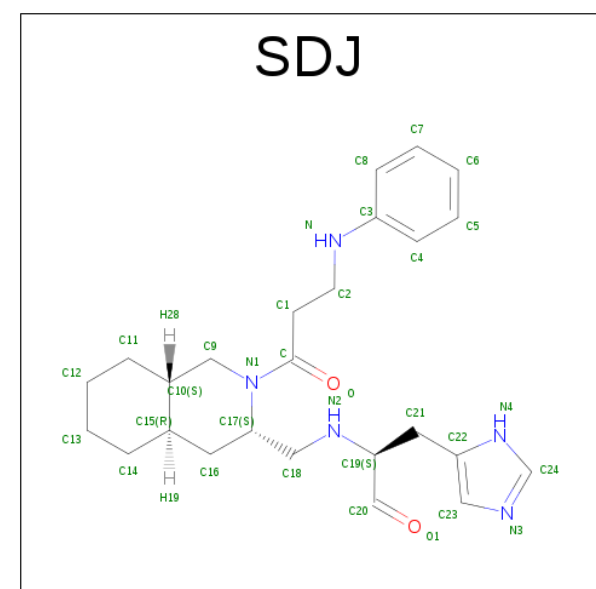 SDJ
C7
C8
C6
C3
N
HN
C5
C4
C2
C1
H28
H
C11
C9
C
N1
O
O
C12
C10(S)
N
N2
H
N
C21
N4
H
N
C15(R)
C17(S)
C13
C22
C19(S)
C14
C16
C18
C24
H
H19
C20
C23
N
N3
O
O1